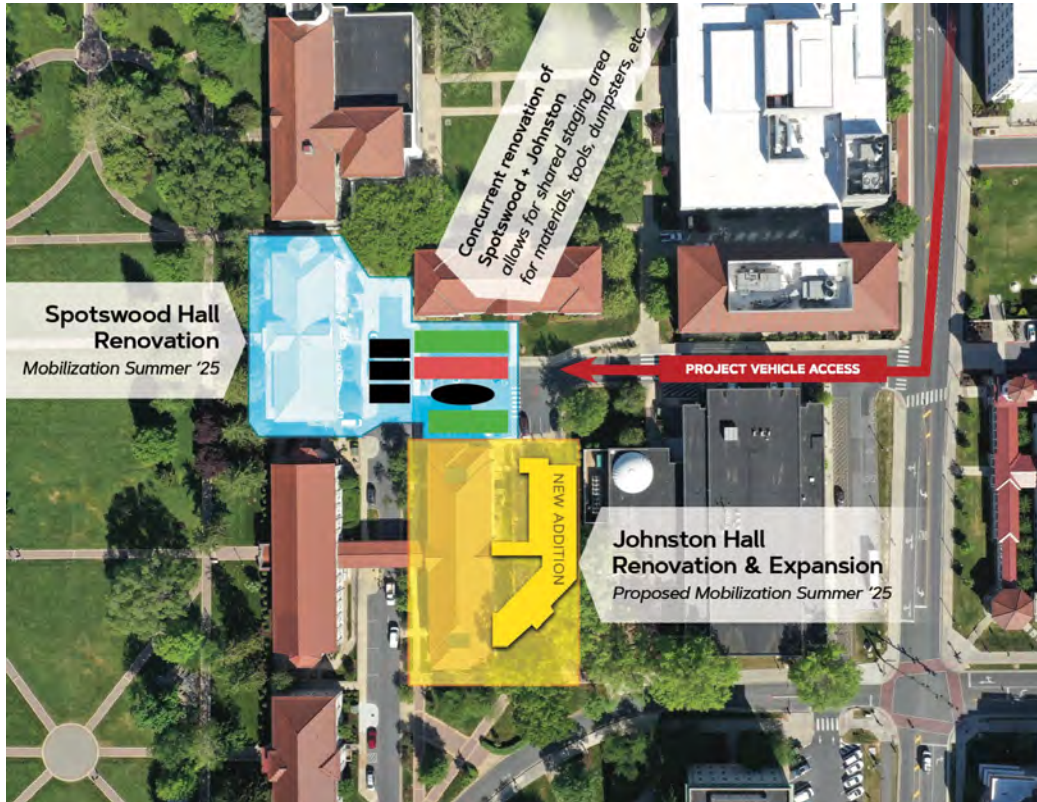 Concurrent renovation of
Spotswood + Johnston
allows for shared staging area
for materials, tools, dumpsters, etc.
Spotswood Hall
Renovation
Mobilization Summer ‘25
PROJECT VEHICLE ACCESS
NEW ADDITION
Johnston Hall
Renovation & Expansion
Proposed Mobilization Summer ‘25